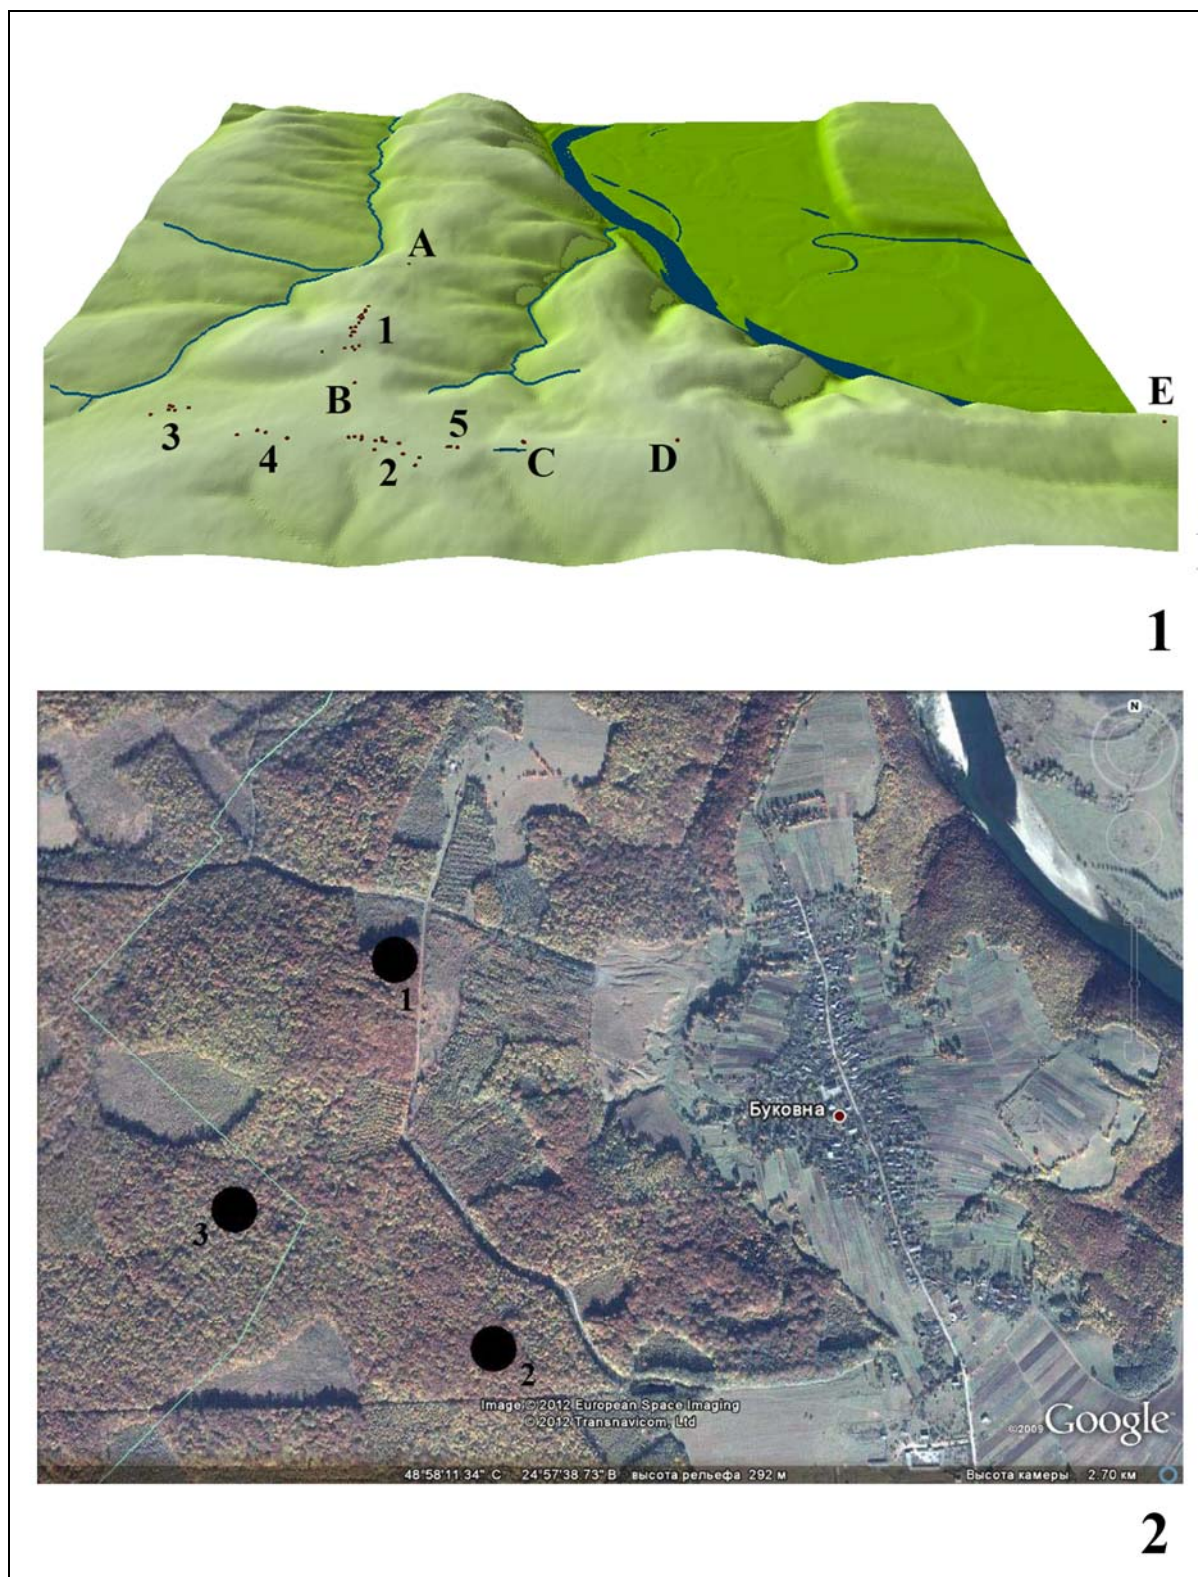 A
1
B
E
3
5
4
2
C
D
1
N
1
Буковна
3
2
Image © 2012 European Space Imaging
© 2012 Transnavicom, Ltd
©2009 Google
48°58'11.34" С 24°57'38.73" В высота рельефа 292 м Высота камеры 2.70 км
2